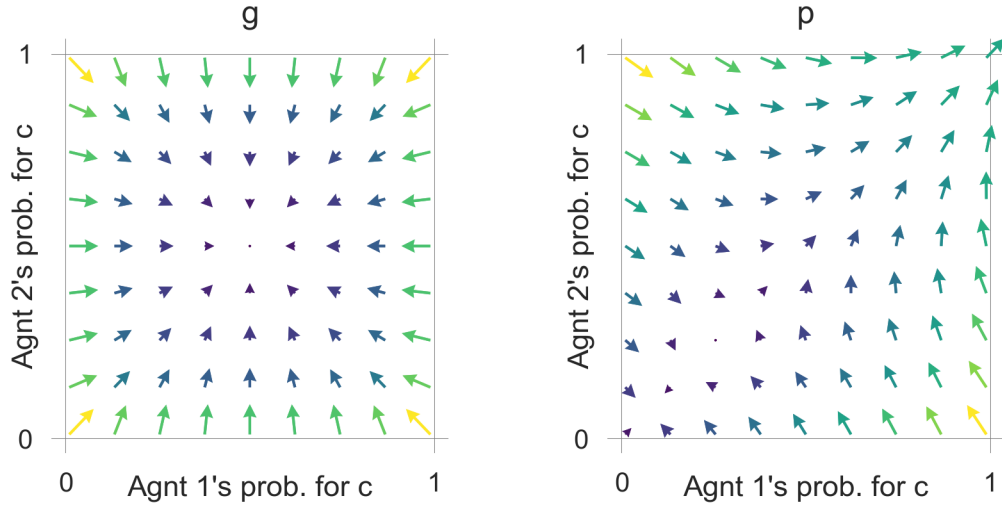 g
1
Agnt 2's prob. for c
0
0
Agnt 1's prob. for c
1
p
1
Agnt 2's prob. for c
0
0
Agnt 1's prob. for c
1